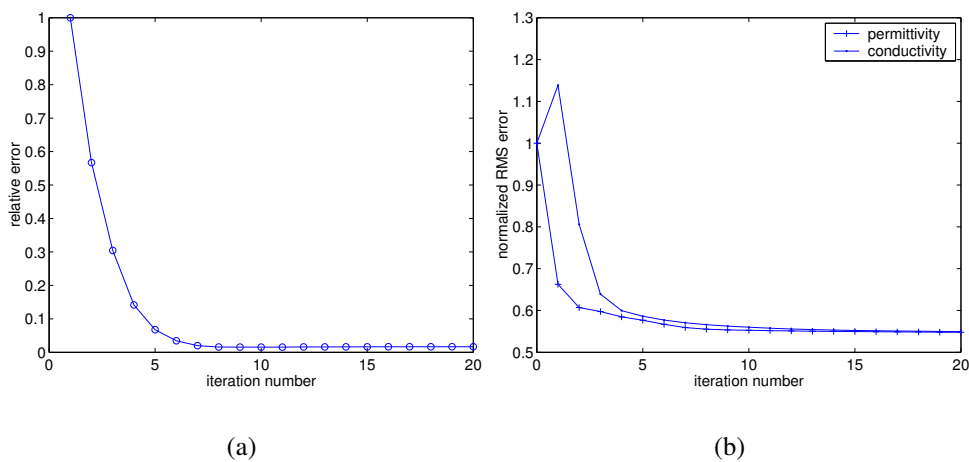 1
0.9
0.8
0.7
0.6
0.5
0.4
0.3
0.2
0.1
0
relative error
0 5 10 15 20
iteration number
(a)
1.3
1.2
1.1
1
0.9
0.8
0.7
0.6
0.5
normalized RMS error
permittivity
conductivity
0 5 10 15 20
iteration number
(b)